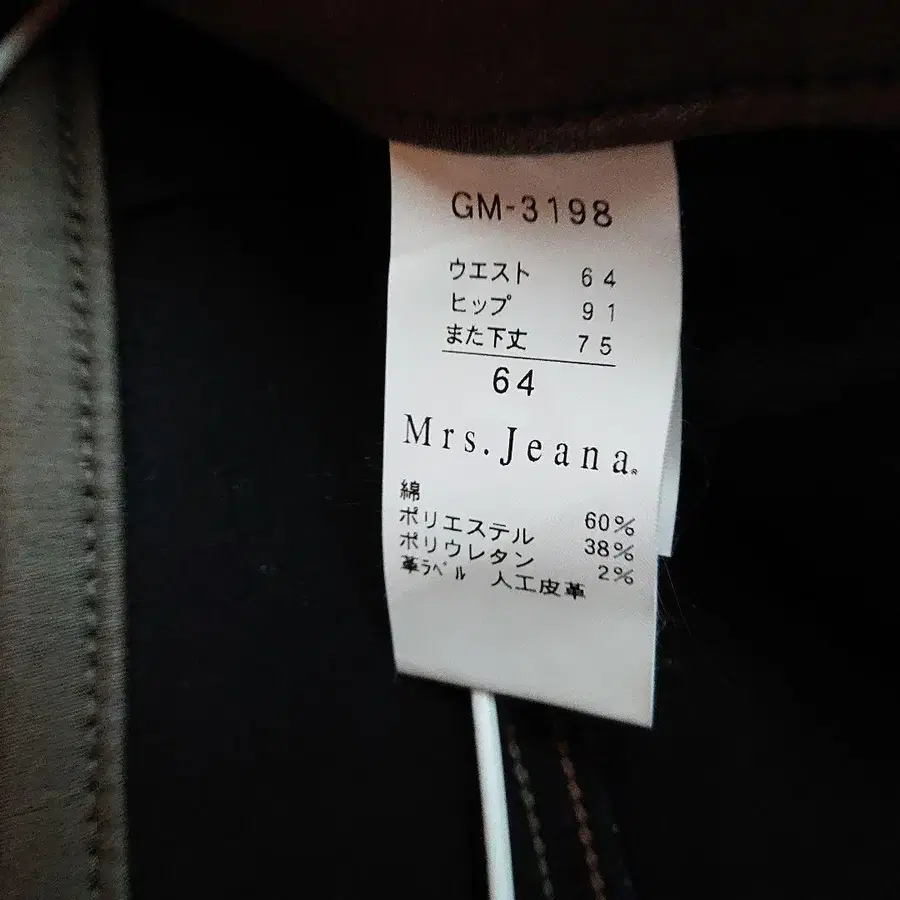 GM-3198
ウエスト 64
ヒップ 91
また下丈 75
64
Mrs.Jeana®
綿 60%
ポリエステル 38%
ポリウレタン 2%
革ラベル 人工皮革